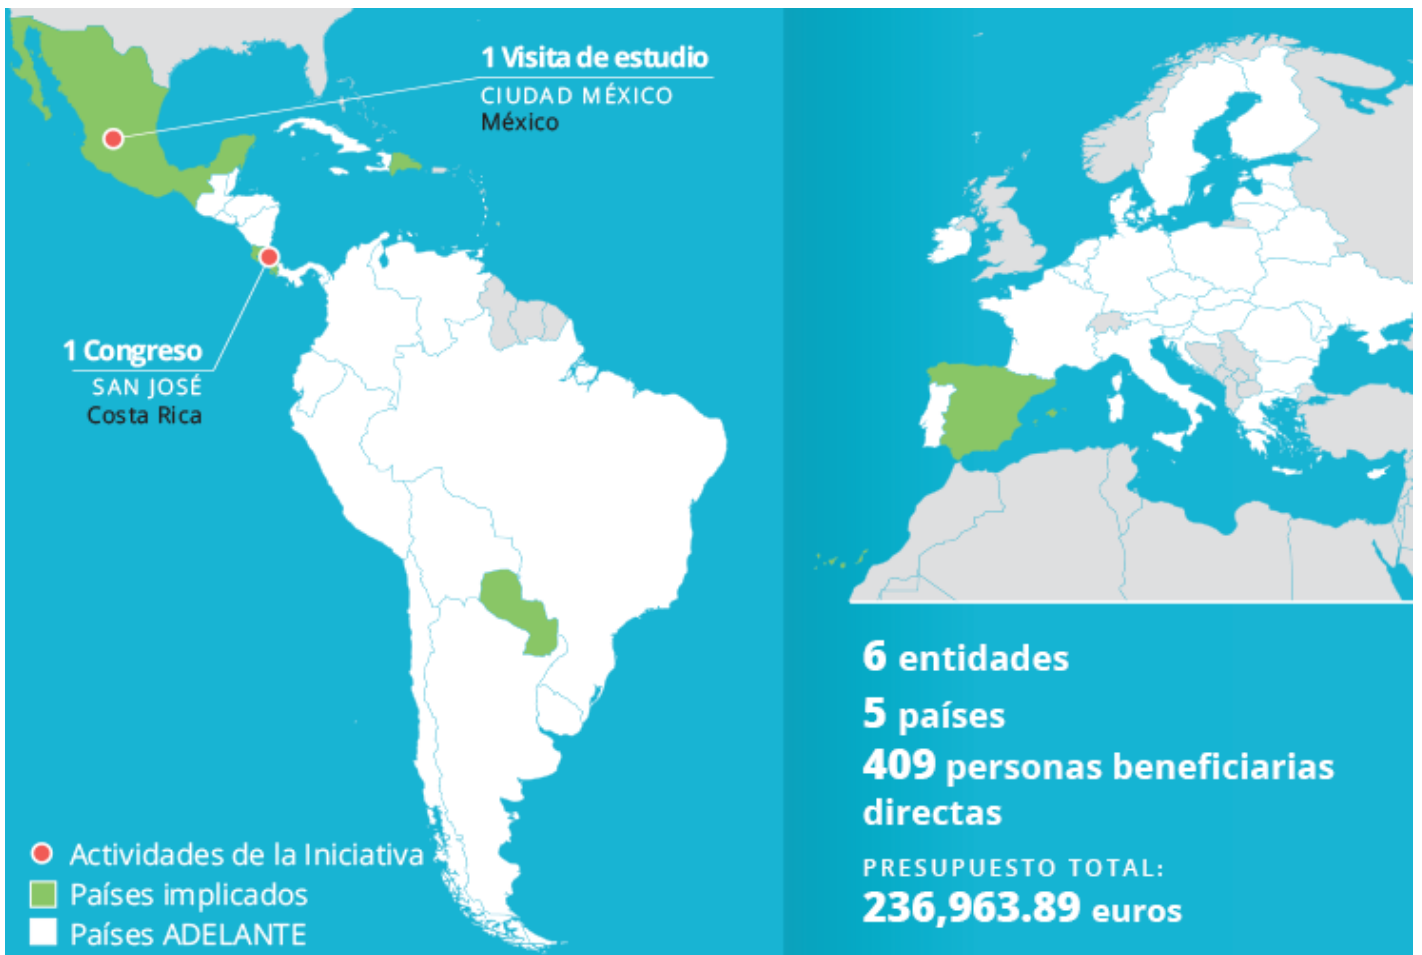 1 Visita de estudio
CIUDAD MÉXICO
México
1 Congreso
SAN JOSÉ
Costa Rica
Actividades de la Iniciativa
Países implicados
Países ADELANTE
6 entidades
5 países
409 personas beneficiarias
directas
PRESUPUESTO TOTAL:
236,963.89 euros